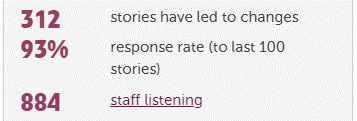 312 stories have led to changes
93% response rate (to last 100
stories)
884 staff listening